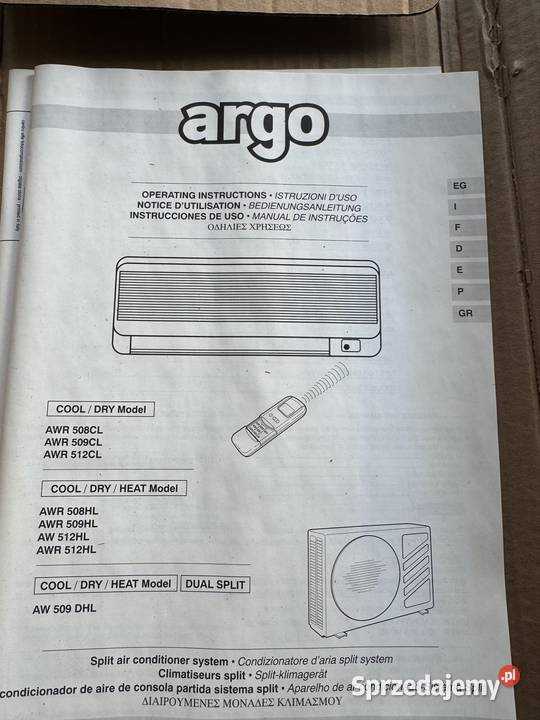 argo
OPERATING INSTRUCTIONS • ISTRUZIONI D'USO
NOTICE D'UTILISATION • BEDIENUNGSANLEITUNG
INSTRUCCIONES DE USO • MANUAL DE INSTRUÇÕES
ΟΔΗΛΙΕΣ ΧΡΗΣΕΩΣ
EG
I
F
D
E
P
GR
COOL / DRY Model
AWR 508CL
AWR 509CL
AWR 512CL
COOL / DRY / HEAT Model
AWR 508HL
AWR 509HL
AW 512HL
AWR 512HL
COOL / DRY / HEAT Model DUAL SPLIT
AW 509 DHL
Split air conditioner system • Condizionatore d'aria split system
Climatiseurs split • Split-klimagerät
condicionador de aire de consola partida sistema split • Aparelho de
ΔΙΑΙΡΟΥΜΕΝΕΣ ΜΟΝΑΔΕΣ ΚΛΙΜΑΣΜΟΥ
Sprzedajemy.pl